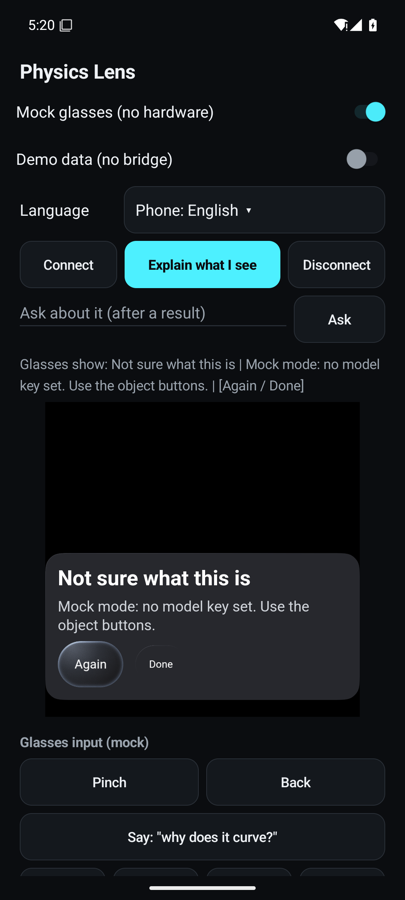 5:20
Physics Lens
Mock glasses (no hardware)
Demo data (no bridge)
Language
Phone: English
Connect
Explain what I see
Disconnect
Ask about it (after a result)
Ask
Glasses show: Not sure what this is | Mock mode: no model
key set. Use the object buttons. | [Again / Done]
Not sure what this is
Mock mode: no model key set. Use the
object buttons.
Again
Done
Glasses input (mock)
Pinch
Back
Say: "why does it curve?"